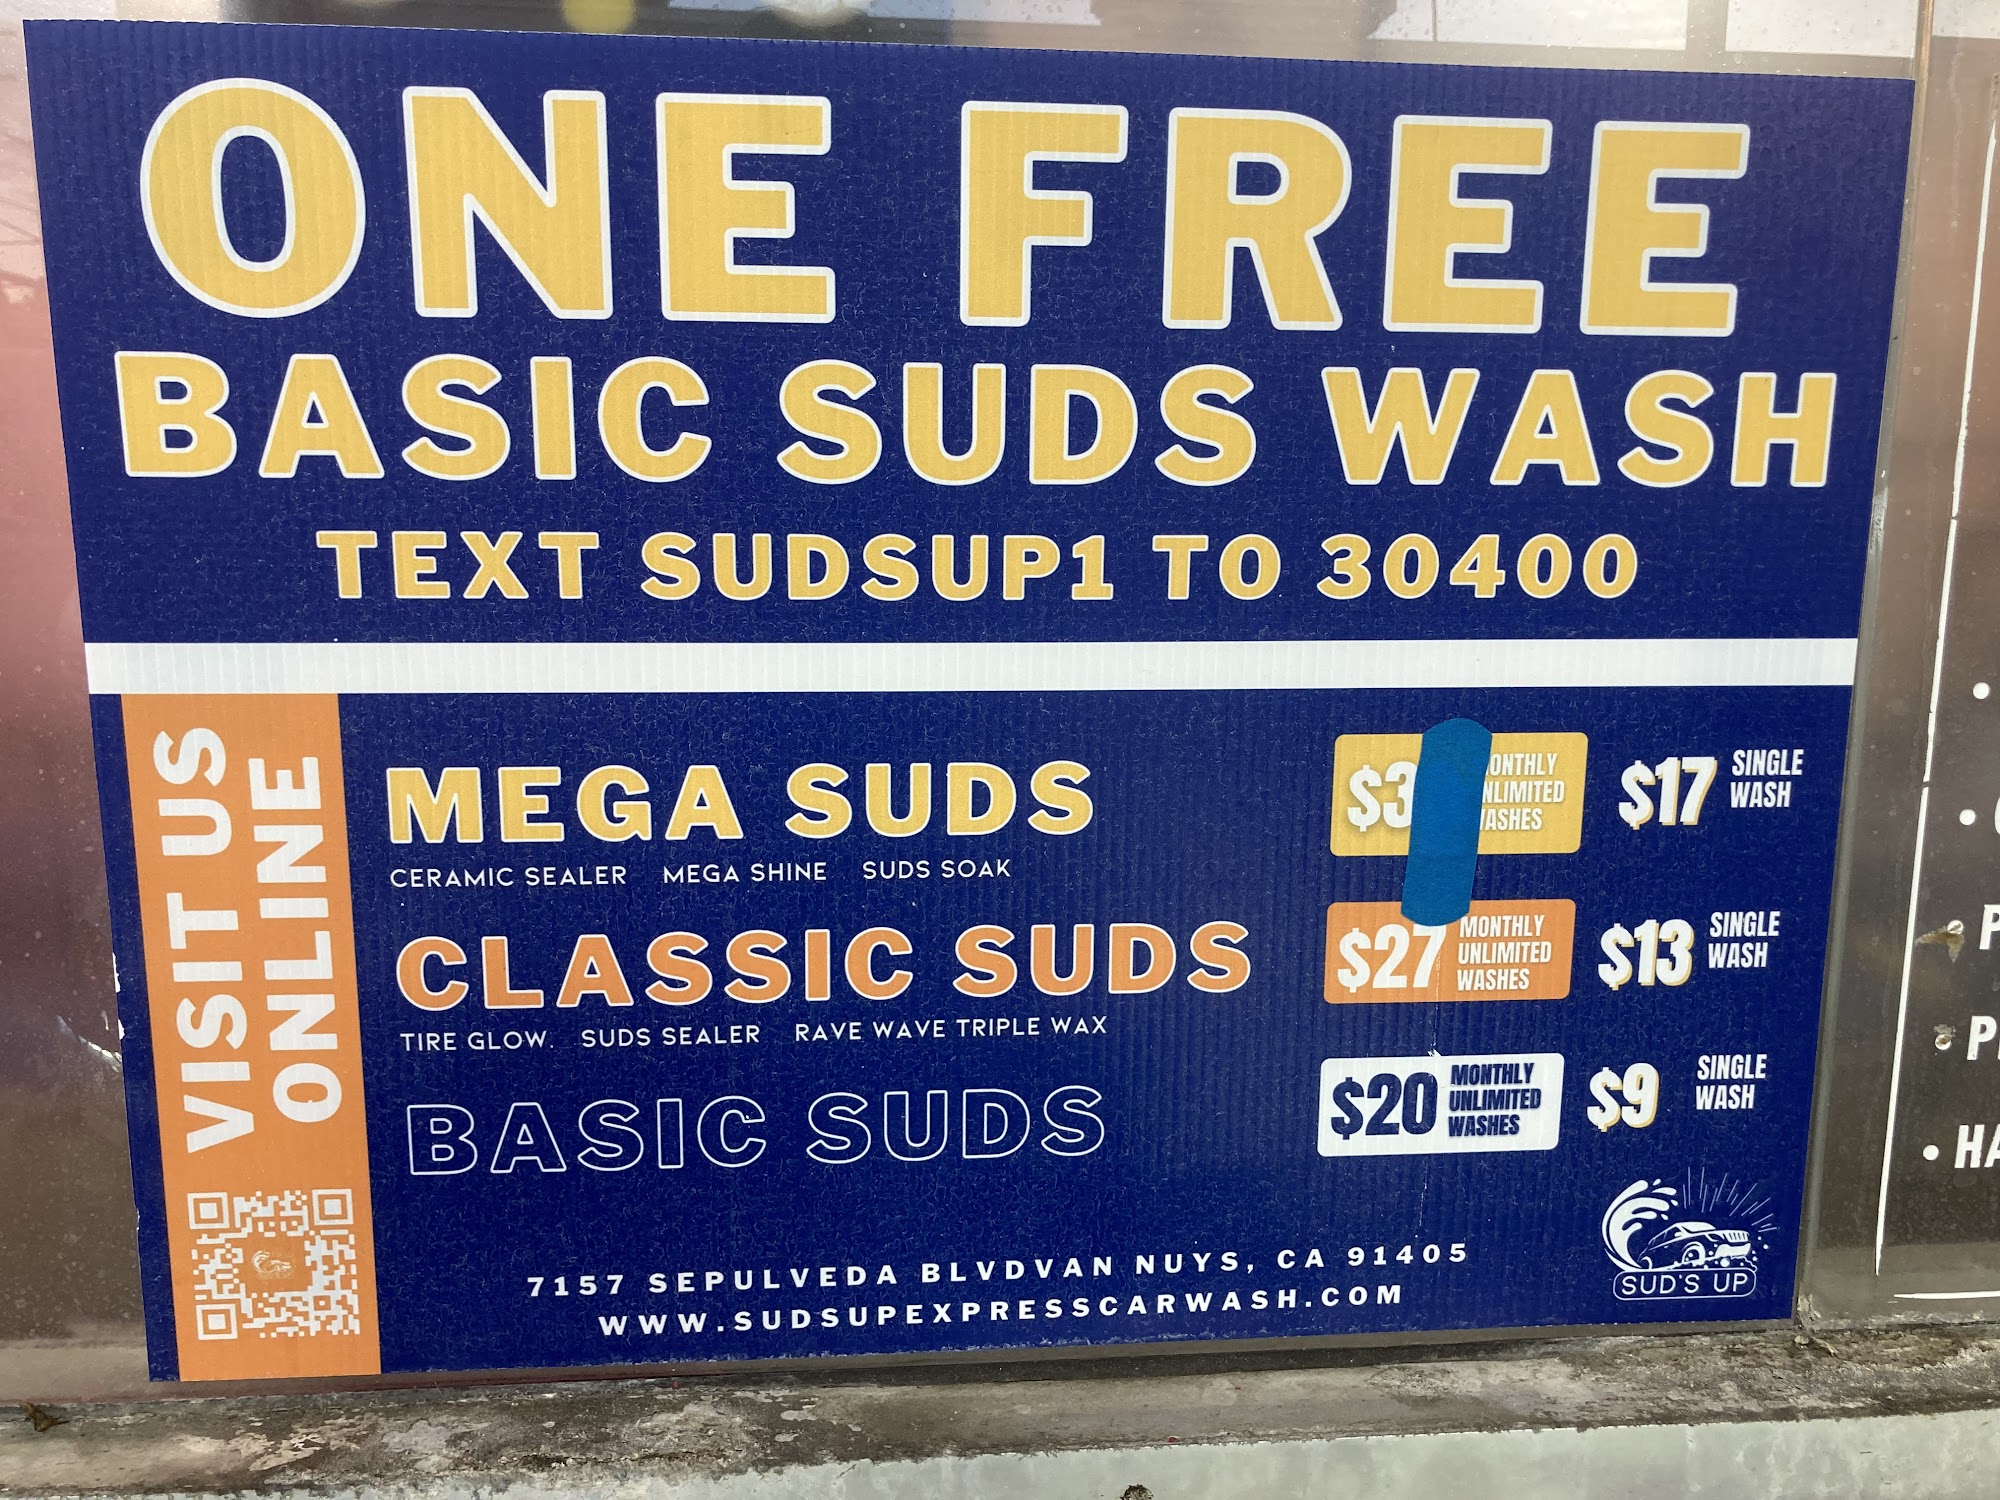 ONE FREE
BASIC SUDS WASH
TEXT SUDSUP1 TO 30400
VISIT US
ONLINE
MEGA SUDS
CERAMIC SEALER MEGA SHINE SUDS SOAK
$17 SINGLE
WASH
CLASSIC SUDS
TIRE GLOW. SUDS SEALER RAVE WAVE TRIPLE WAX
$27 MONTHLY
UNLIMITED
WASHES
$13 SINGLE
WASH
BASIC SUDS
$20 MONTHLY
UNLIMITED
WASHES
$9 SINGLE
WASH
7157 SEPULVEDA BLVDVAN NUYS, CA 91405
WWW.SUDSUPEXPRESSCARWASH.COM
SUD'S UP